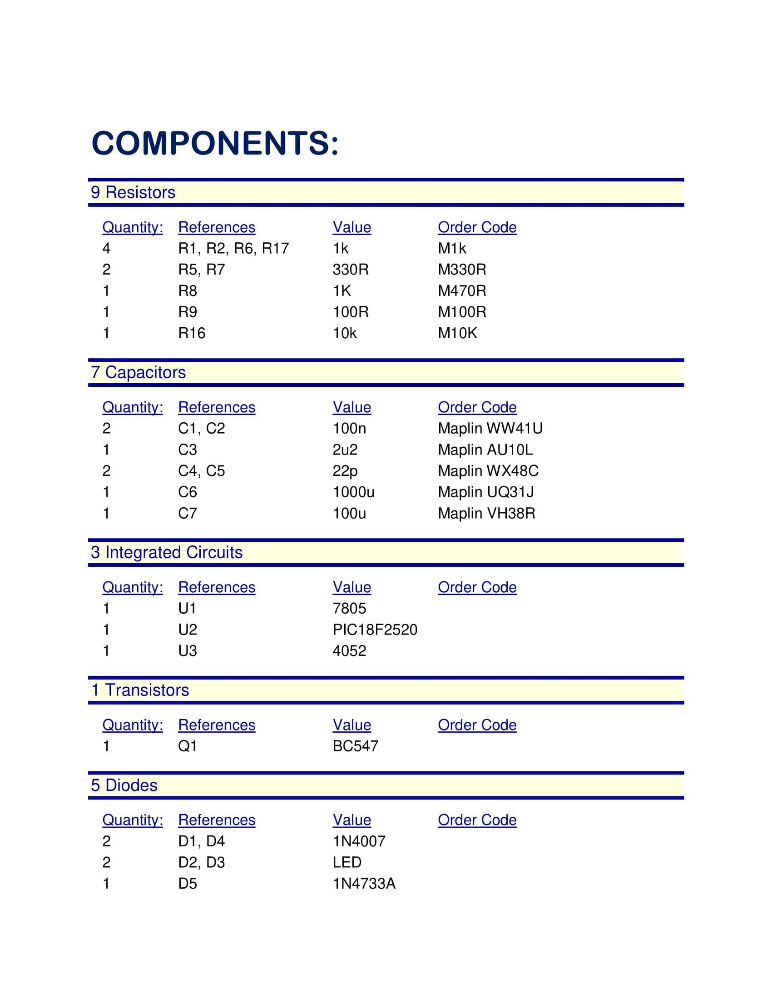 COMPONENTS:
9 Resistors
Quantity: References Value Order Code
4 R1, R2, R6, R17 1k M1k
2 R5, R7 330R M330R
1 R8 1K M470R
1 R9 100R M100R
1 R16 10k M10K
7 Capacitors
Quantity: References Value Order Code
2 C1, C2 100n Maplin WW41U
1 C3 2u2 Maplin AU10L
2 C4, C5 22p Maplin WX48C
1 C6 1000u Maplin UQ31J
1 C7 100u Maplin VH38R
3 Integrated Circuits
Quantity: References Value Order Code
1 U1 7805
1 U2 PIC18F2520
1 U3 4052
1 Transistors
Quantity: References Value Order Code
1 Q1 BC547
5 Diodes
Quantity: References Value Order Code
2 D1, D4 1N4007
2 D2, D3 LED
1 D5 1N4733A